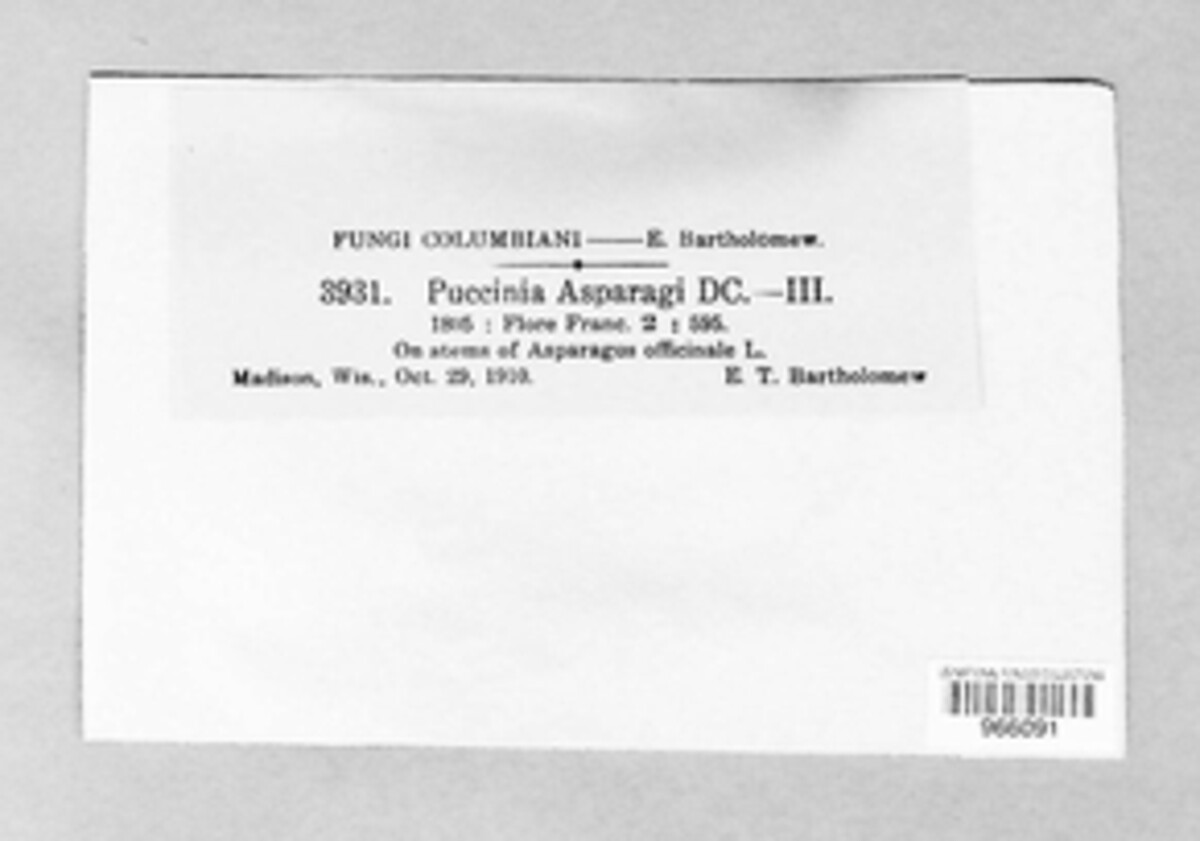 FUNGI COLUMBIANI — E. Bartholomew.
3931. Puccinia Asparagi DC.—III.
1805 : Flore Franc. 2 : 595.
On stems of Asparagus officinale L.
Madison, Wis., Oct. 29, 1910. E. T. Bartholomew
966091